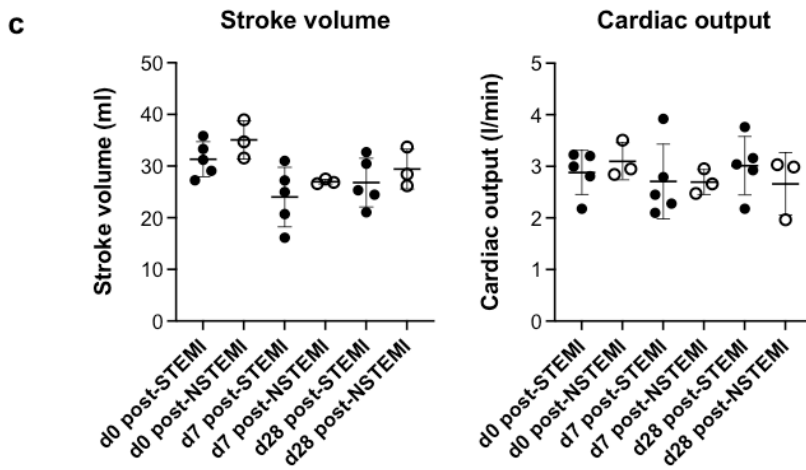 c
Stroke volume
Stroke volume (ml)
50
40
30
20
10
0
d0 post-STEMI
d0 post-NSTEMI
d7 post-STEMI
d7 post-NSTEMI
d28 post-STEMI
d28 post-NSTEMI
Cardiac output
Cardiac output (l/min)
5
4
3
2
1
0
d0 post-STEMI
d0 post-NSTEMI
d7 post-STEMI
d7 post-NSTEMI
d28 post-STEMI
d28 post-NSTEMI